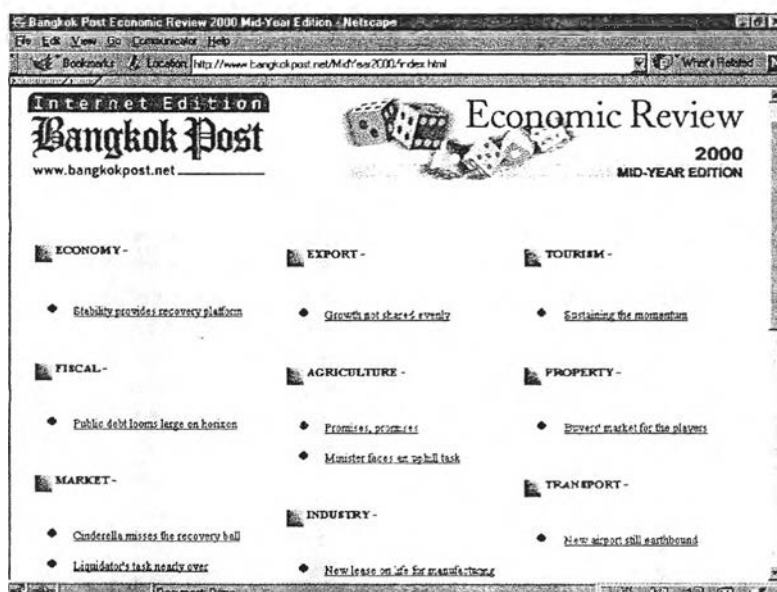 Bangkok Post Economic Review 2000 Mid-Year Edition - Netscape
File Edit View Go Communicator Help
Bookmarks Location: http://www.bangkokpost.net/MidYear2000/index.html What's Related
Internet Edition
Bangkok Post
www.bangkokpost.net
Economic Review
2000
MID-YEAR EDITION
ECONOMY -
Stability provides recovery platform
FISCAL -
Public debt looms large on horizon
MARKET -
Cinderella misses the recovery ball
Liquidator's task nearly over
EXPORT -
Growth not shared evenly
AGRICULTURE -
Promises, promises
Minister faces an uphill task
INDUSTRY -
New lease on life for manufacturing
TOURISM -
Sustaining the momentum
PROPERTY -
Buyers' market for the players
TRANSPORT -
New airport still earthbound